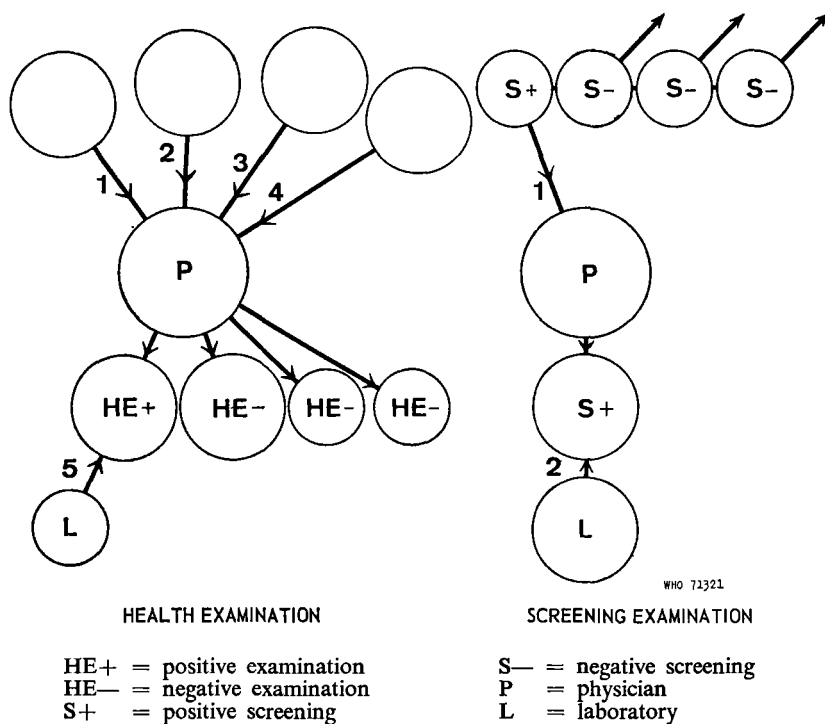 S+ S– S– S–
1 2 3 4
1
P
P
HE+ HE– HE– HE–
S+
5
2
L
L
WHO 71321
HEALTH EXAMINATION
SCREENING EXAMINATION
HE+ = positive examination
HE— = negative examination
S+ = positive screening
S— = negative screening
P = physician
L = laboratory